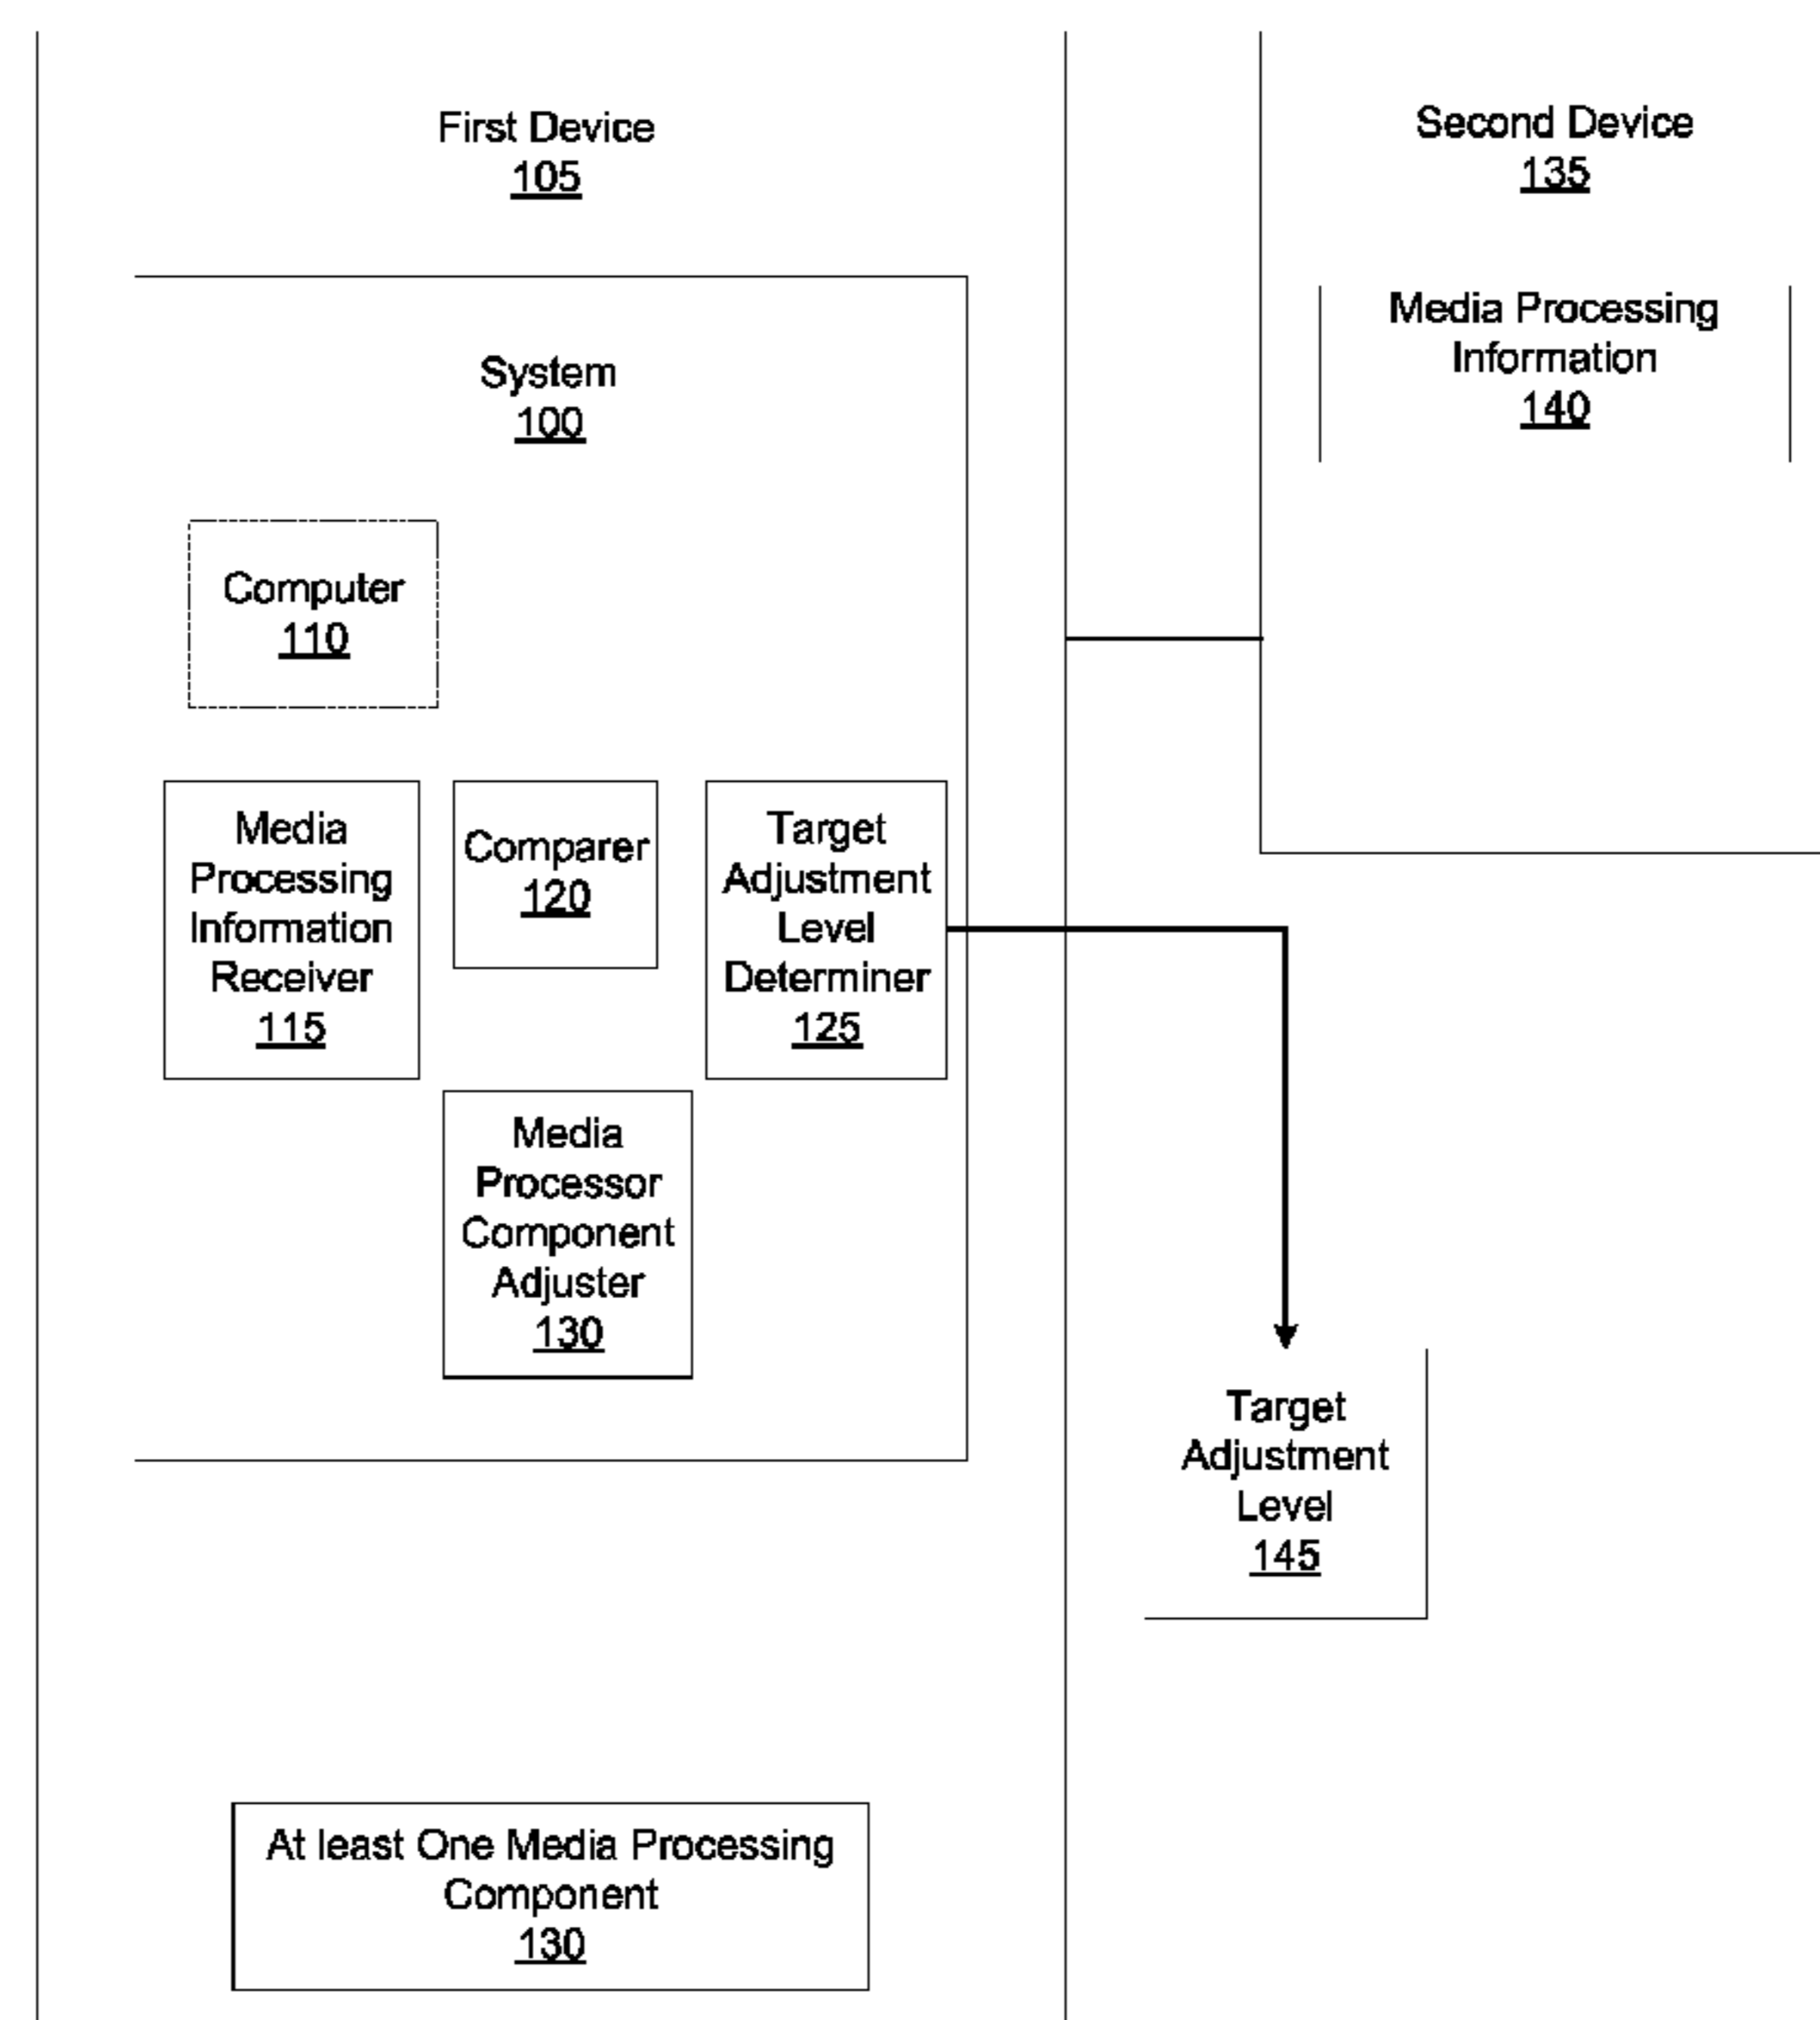 First Device
105
System
100
Computer
110
Media
Processing
Information
Receiver
115
Comparer
120
Target
Adjustment
Level
Determiner
125
Media
Processor
Component
Adjuster
130
At least One Media Processing
Component
130
Second Device
135
Media Processing
Information
140
Target
Adjustment
Level
145